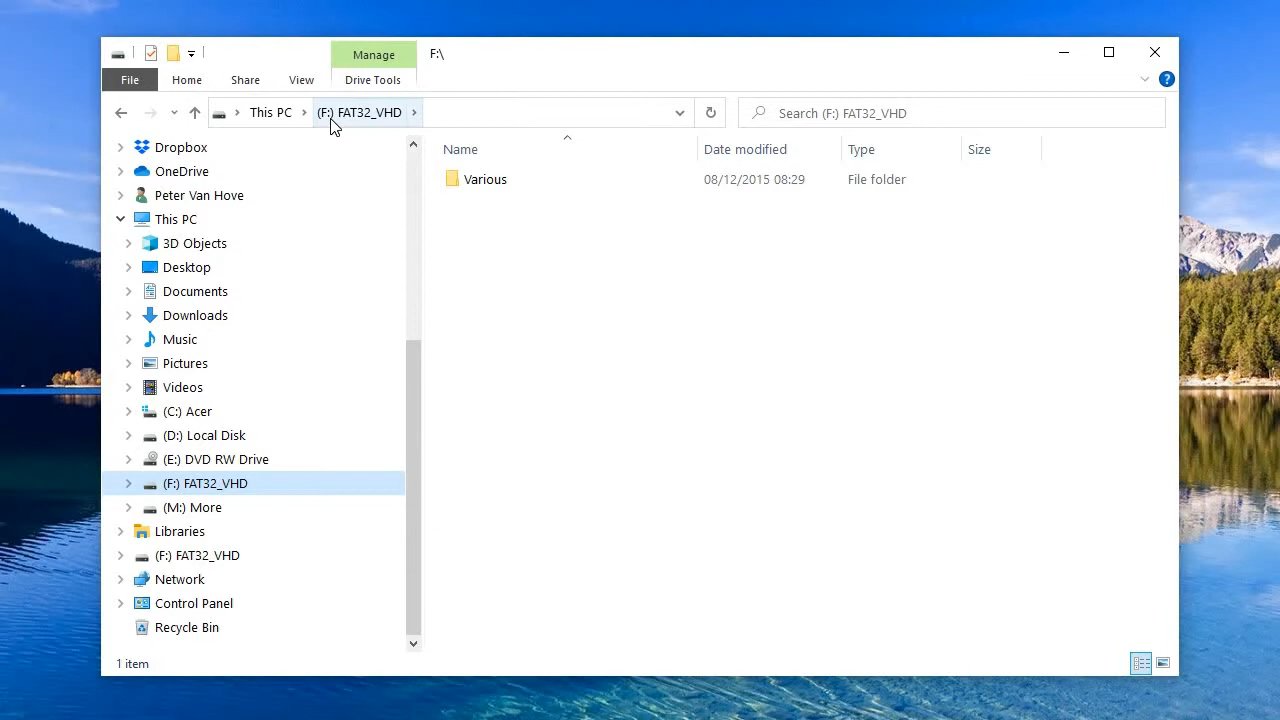 Manage F:\
File Home Share View Drive Tools
This PC (F:) FAT32_VHD Search (F:) FAT32_VHD
Name Date modified Type Size
Various 08/12/2015 08:29 File folder
Dropbox
OneDrive
Peter Van Hove
This PC
3D Objects
Desktop
Documents
Downloads
Music
Pictures
Videos
(C:) Acer
(D:) Local Disk
(E:) DVD RW Drive
(F:) FAT32_VHD
(M:) More
Libraries
(F:) FAT32_VHD
Network
Control Panel
Recycle Bin
1 item